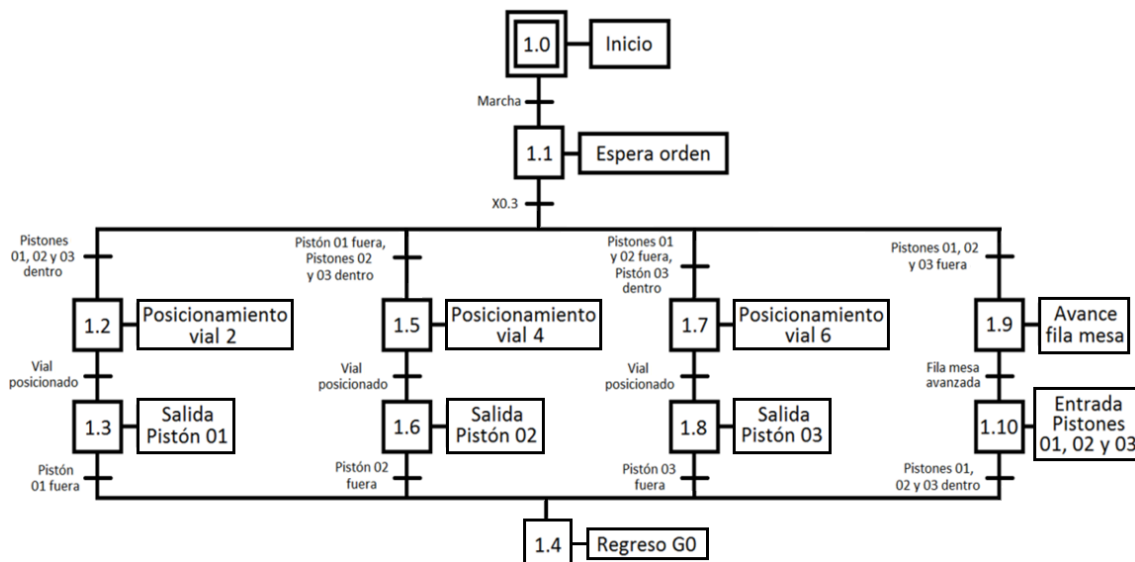 1.0
Inicio
Marcha
1.1
Espera orden
X0.3
Pistones
01, 02 y 03
dentro
Pistón 01 fuera,
Pistones 02
y 03 dentro
Pistones 01
y 02 fuera,
Pistón 03
dentro
Pistones 01, 02
y 03 fuera
1.2
Posicionamiento
vial 2
1.5
Posicionamiento
vial 4
1.7
Posicionamiento
vial 6
1.9
Avance
fila mesa
Vial
posicionado
Vial
posicionado
Vial
posicionado
Fila mesa
avanzada
1.3
Salida
Pistón 01
1.6
Salida
Pistón 02
1.8
Salida
Pistón 03
1.10
Entrada
Pistones
01, 02 y 03
Pistón
01 fuera
Pistón 02
fuera
Pistón 03
fuera
Pistones 01,
02 y 03 dentro
1.4
Regreso G0